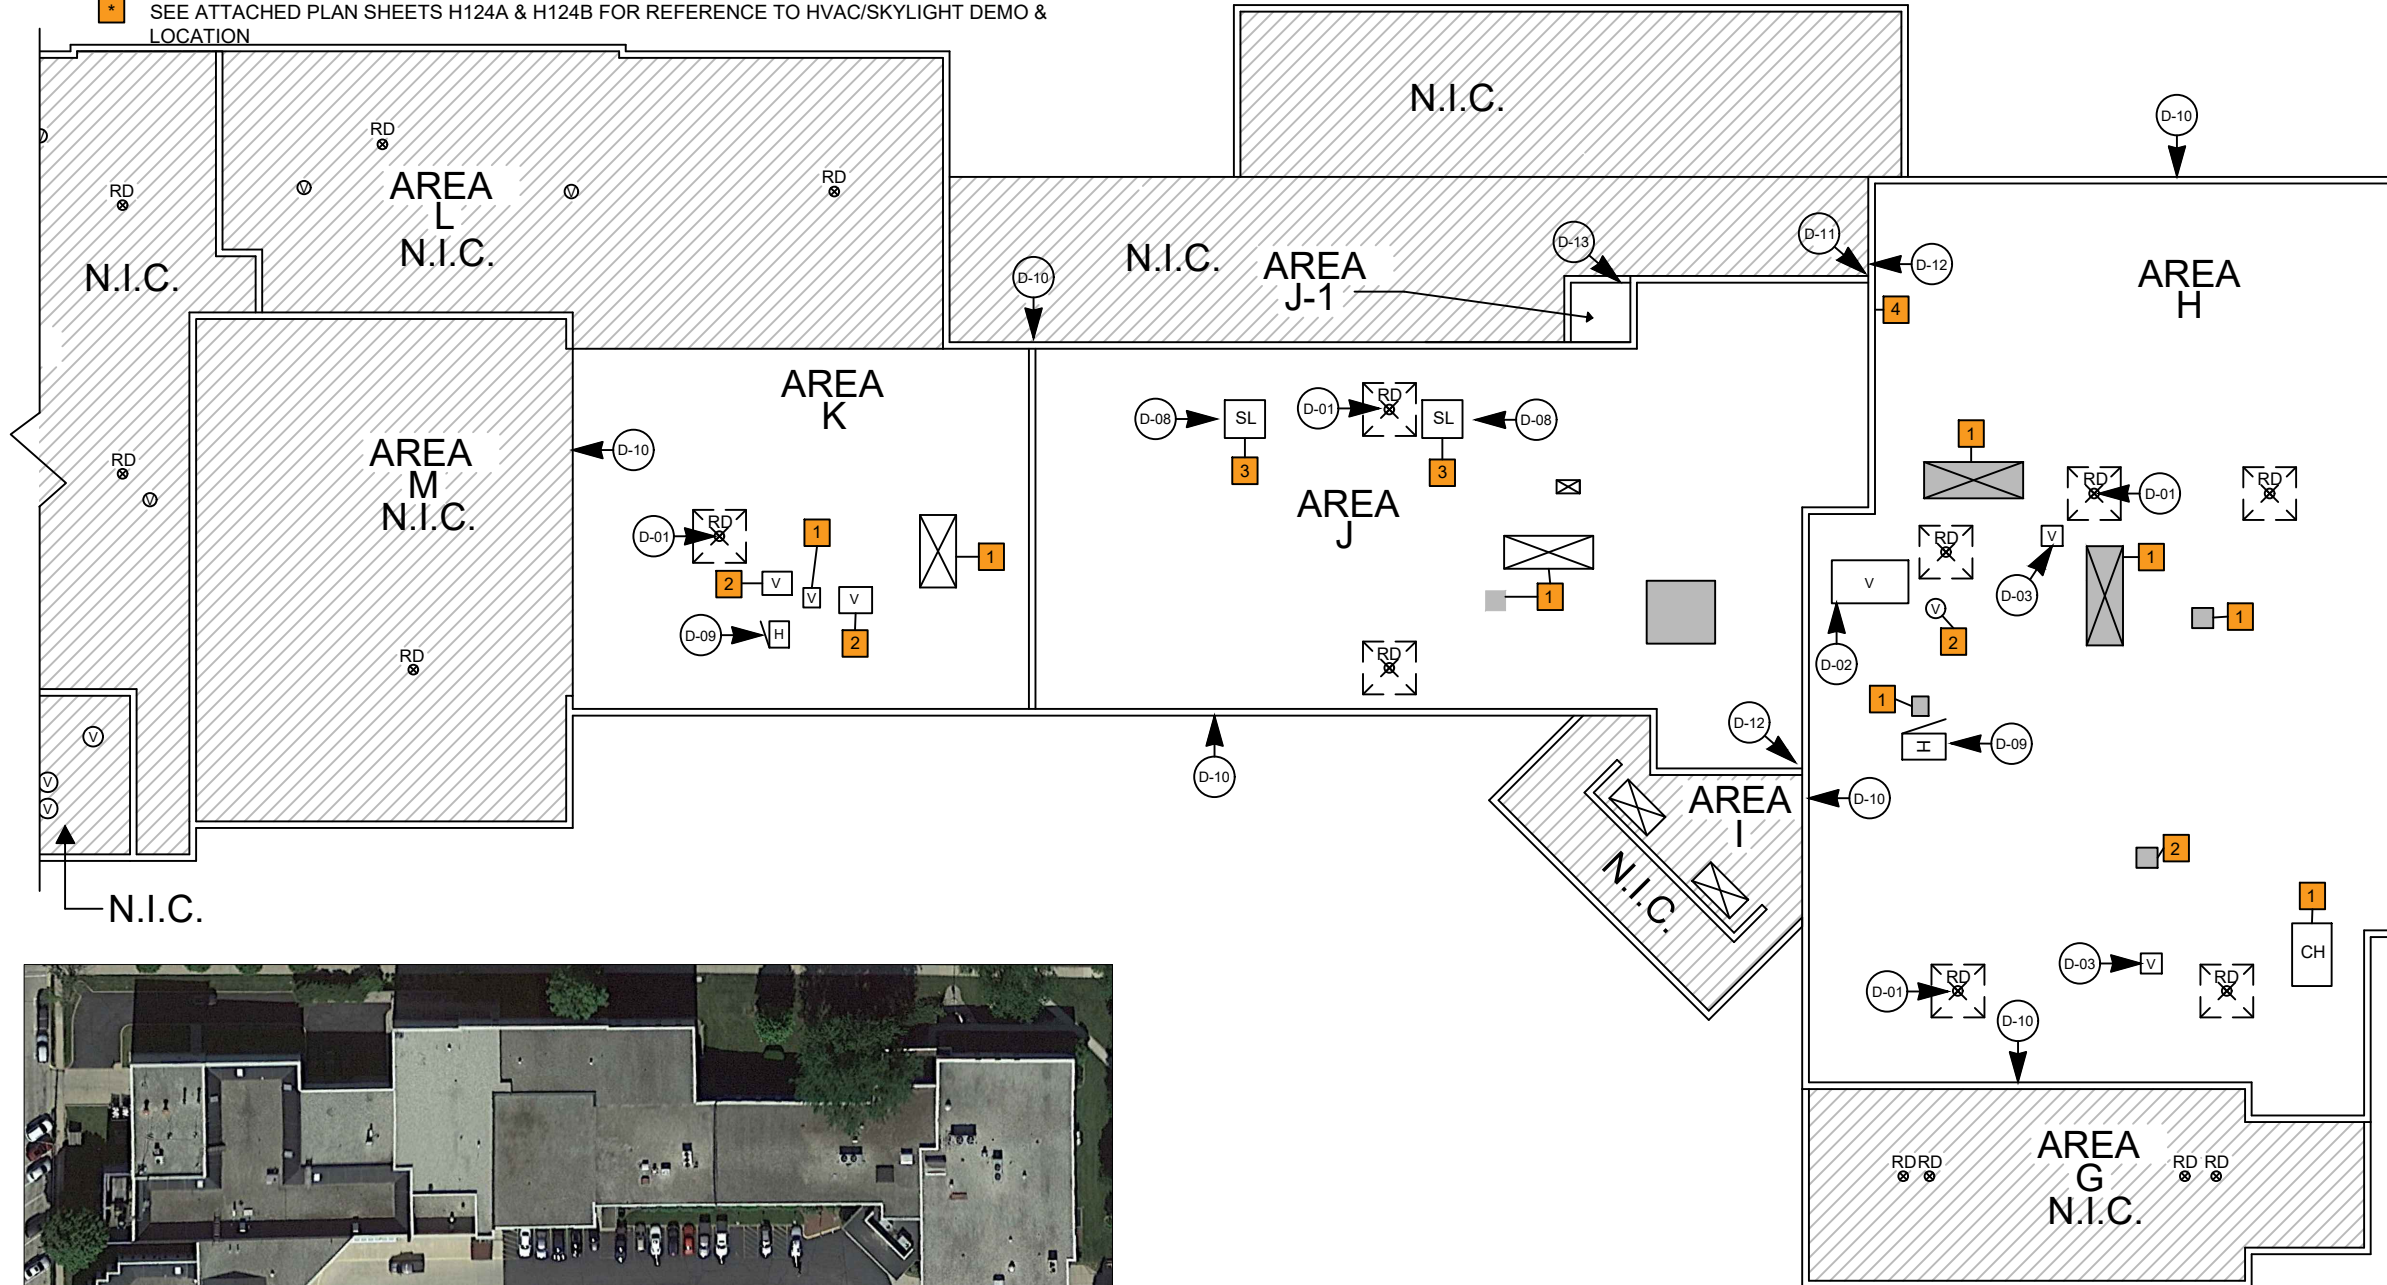 * SEE ATTACHED PLAN SHEETS H124A & H124B FOR REFERENCE TO HVAC/SKYLIGHT DEMO &
LOCATION
N.I.C.
D-10
RD
RD
V
V
RD
AREA
L
N.I.C.
N.I.C.
N.I.C.
AREA
J-1
D-13
D-11
D-12
D-10
AREA
H
4
AREA
K
D-10
AREA
M
N.I.C.
RD
V
RD
D-08
SL
3
D-01
RD
SL
D-08
3
AREA
J
1
RD
D-01
RD
RD
D-01
RD
1
1
2
V
V
V
2
D-09
H
1
V
D-03
1
V
D-02
V
2
1
RD
1
H
D-09
D-12
D-10
D-10
V
V
V
N.I.C.
AREA
I
N.I.C.
2
1
CH
D-03
V
D-01
RD
RD
D-10
AREA
G
N.I.C.
RD
RD
RD
RD